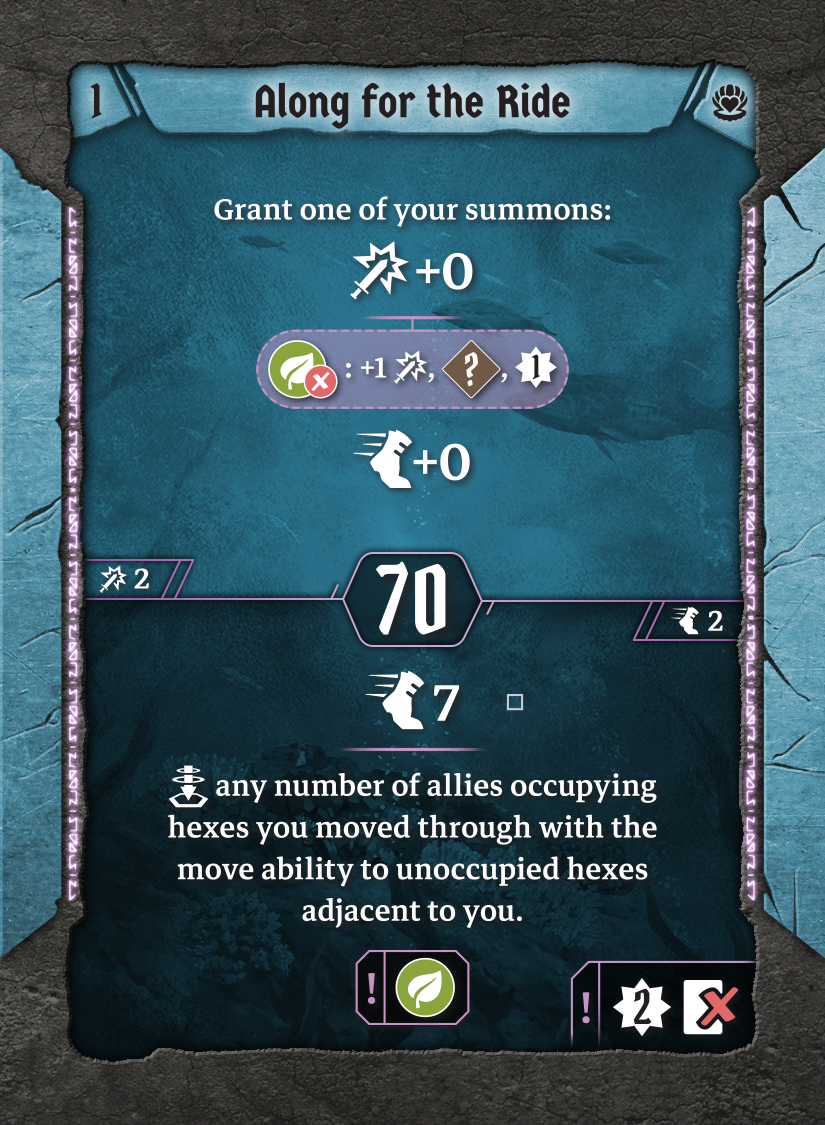 1
Along for the Ride
Grant one of your summons:
+0
: +1 , ? , 1
+0
2
70
2
7
any number of allies occupying
hexes you moved through with the
move ability to unoccupied hexes
adjacent to you.
!
! 2